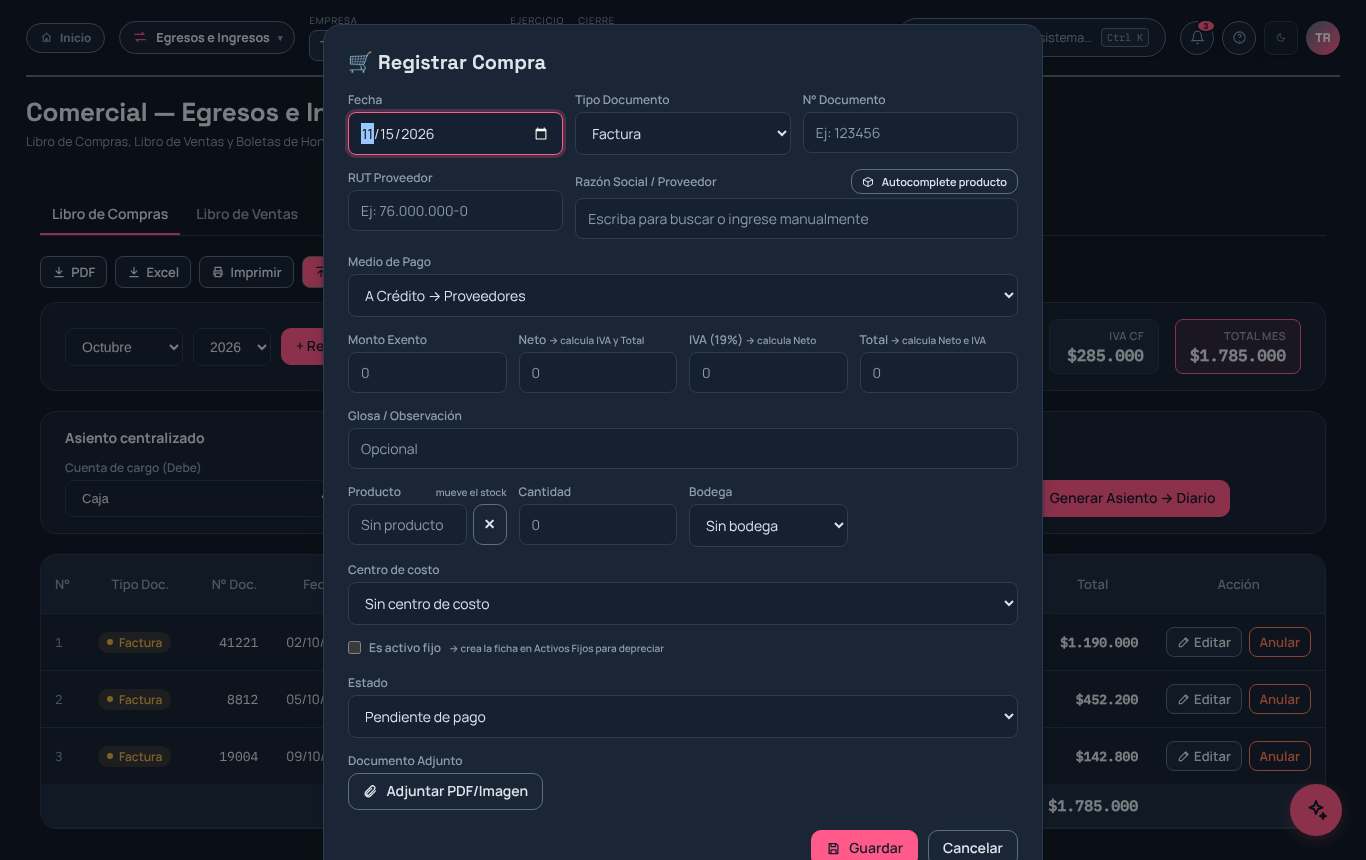 EMPRESA EJERCICIO CIERRE
Inicio Egresos e Ingresos ▾ sistema... Ctrl K 3 TR
🛒 Registrar Compra
Comercial — Egresos e In
Libro de Compras, Libro de Ventas y Boletas de Hon
Fecha Tipo Documento N° Documento
11/15/2026 Factura Ej: 123456
RUT Proveedor Razón Social / Proveedor Autocomplete producto
Ej: 76.000.000-0 Escriba para buscar o ingrese manualmente
Libro de Compras Libro de Ventas
Medio de Pago
PDF Excel Imprimir
A Crédito → Proveedores
Octubre 2026 + Re
Monto Exento Neto → calcula IVA y Total IVA (19%) → calcula Neto Total → calcula Neto e IVA
0 0 0 0
IVA CF TOTAL MES
$285.000 $1.785.000
Glosa / Observación
Opcional
Asiento centralizado
Cuenta de cargo (Debe)
Caja
Producto mueve el stock Cantidad Bodega
Sin producto ✕ 0 Sin bodega
Generar Asiento → Diario
Centro de costo
Sin centro de costo
N° Tipo Doc. N° Doc. Fec Total Acción
1 Factura 41221 02/10/ $1.190.000 Editar Anular
Es activo fijo → crea la ficha en Activos Fijos para depreciar
Estado
2 Factura 8812 05/10/ $452.200 Editar Anular
Pendiente de pago
3 Factura 19004 09/10/ $142.800 Editar Anular
Documento Adjunto
Adjuntar PDF/Imagen
$1.785.000
Guardar Cancelar